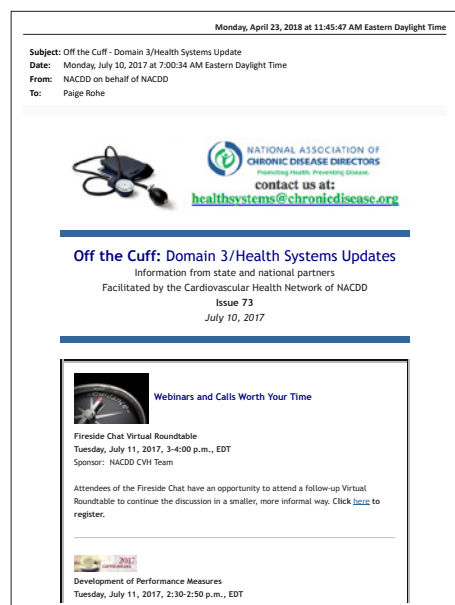 Monday, April 23, 2018 at 11:45:47 AM Eastern Daylight Time
Subject: Off the Cuff - Domain 3/Health Systems Update
Date: Monday, July 10, 2017 at 7:00:34 AM Eastern Daylight Time
From: NACDD on behalf of NACDD
To: Paige Rohe
NATIONAL ASSOCIATION OF
CHRONIC DISEASE DIRECTORS
Promoting Health. Preventing Disease.
contact us at:
healthsystems@chronicdisease.org
Off the Cuff: Domain 3/Health Systems Updates
Information from state and national partners
Facilitated by the Cardiovascular Health Network of NACDD
Issue 73
July 10, 2017
Webinars and Calls Worth Your Time
Fireside Chat Virtual Roundtable
Tuesday, July 11, 2017, 3-4:00 p.m., EDT
Sponsor: NACDD CVH Team
Attendees of the Fireside Chat have an opportunity to attend a follow-up Virtual
Roundtable to continue the discussion in a smaller, more informal way. Click here to
register.
2017
Development of Performance Measures
Tuesday, July 11, 2017, 2:30-2:50 p.m., EDT